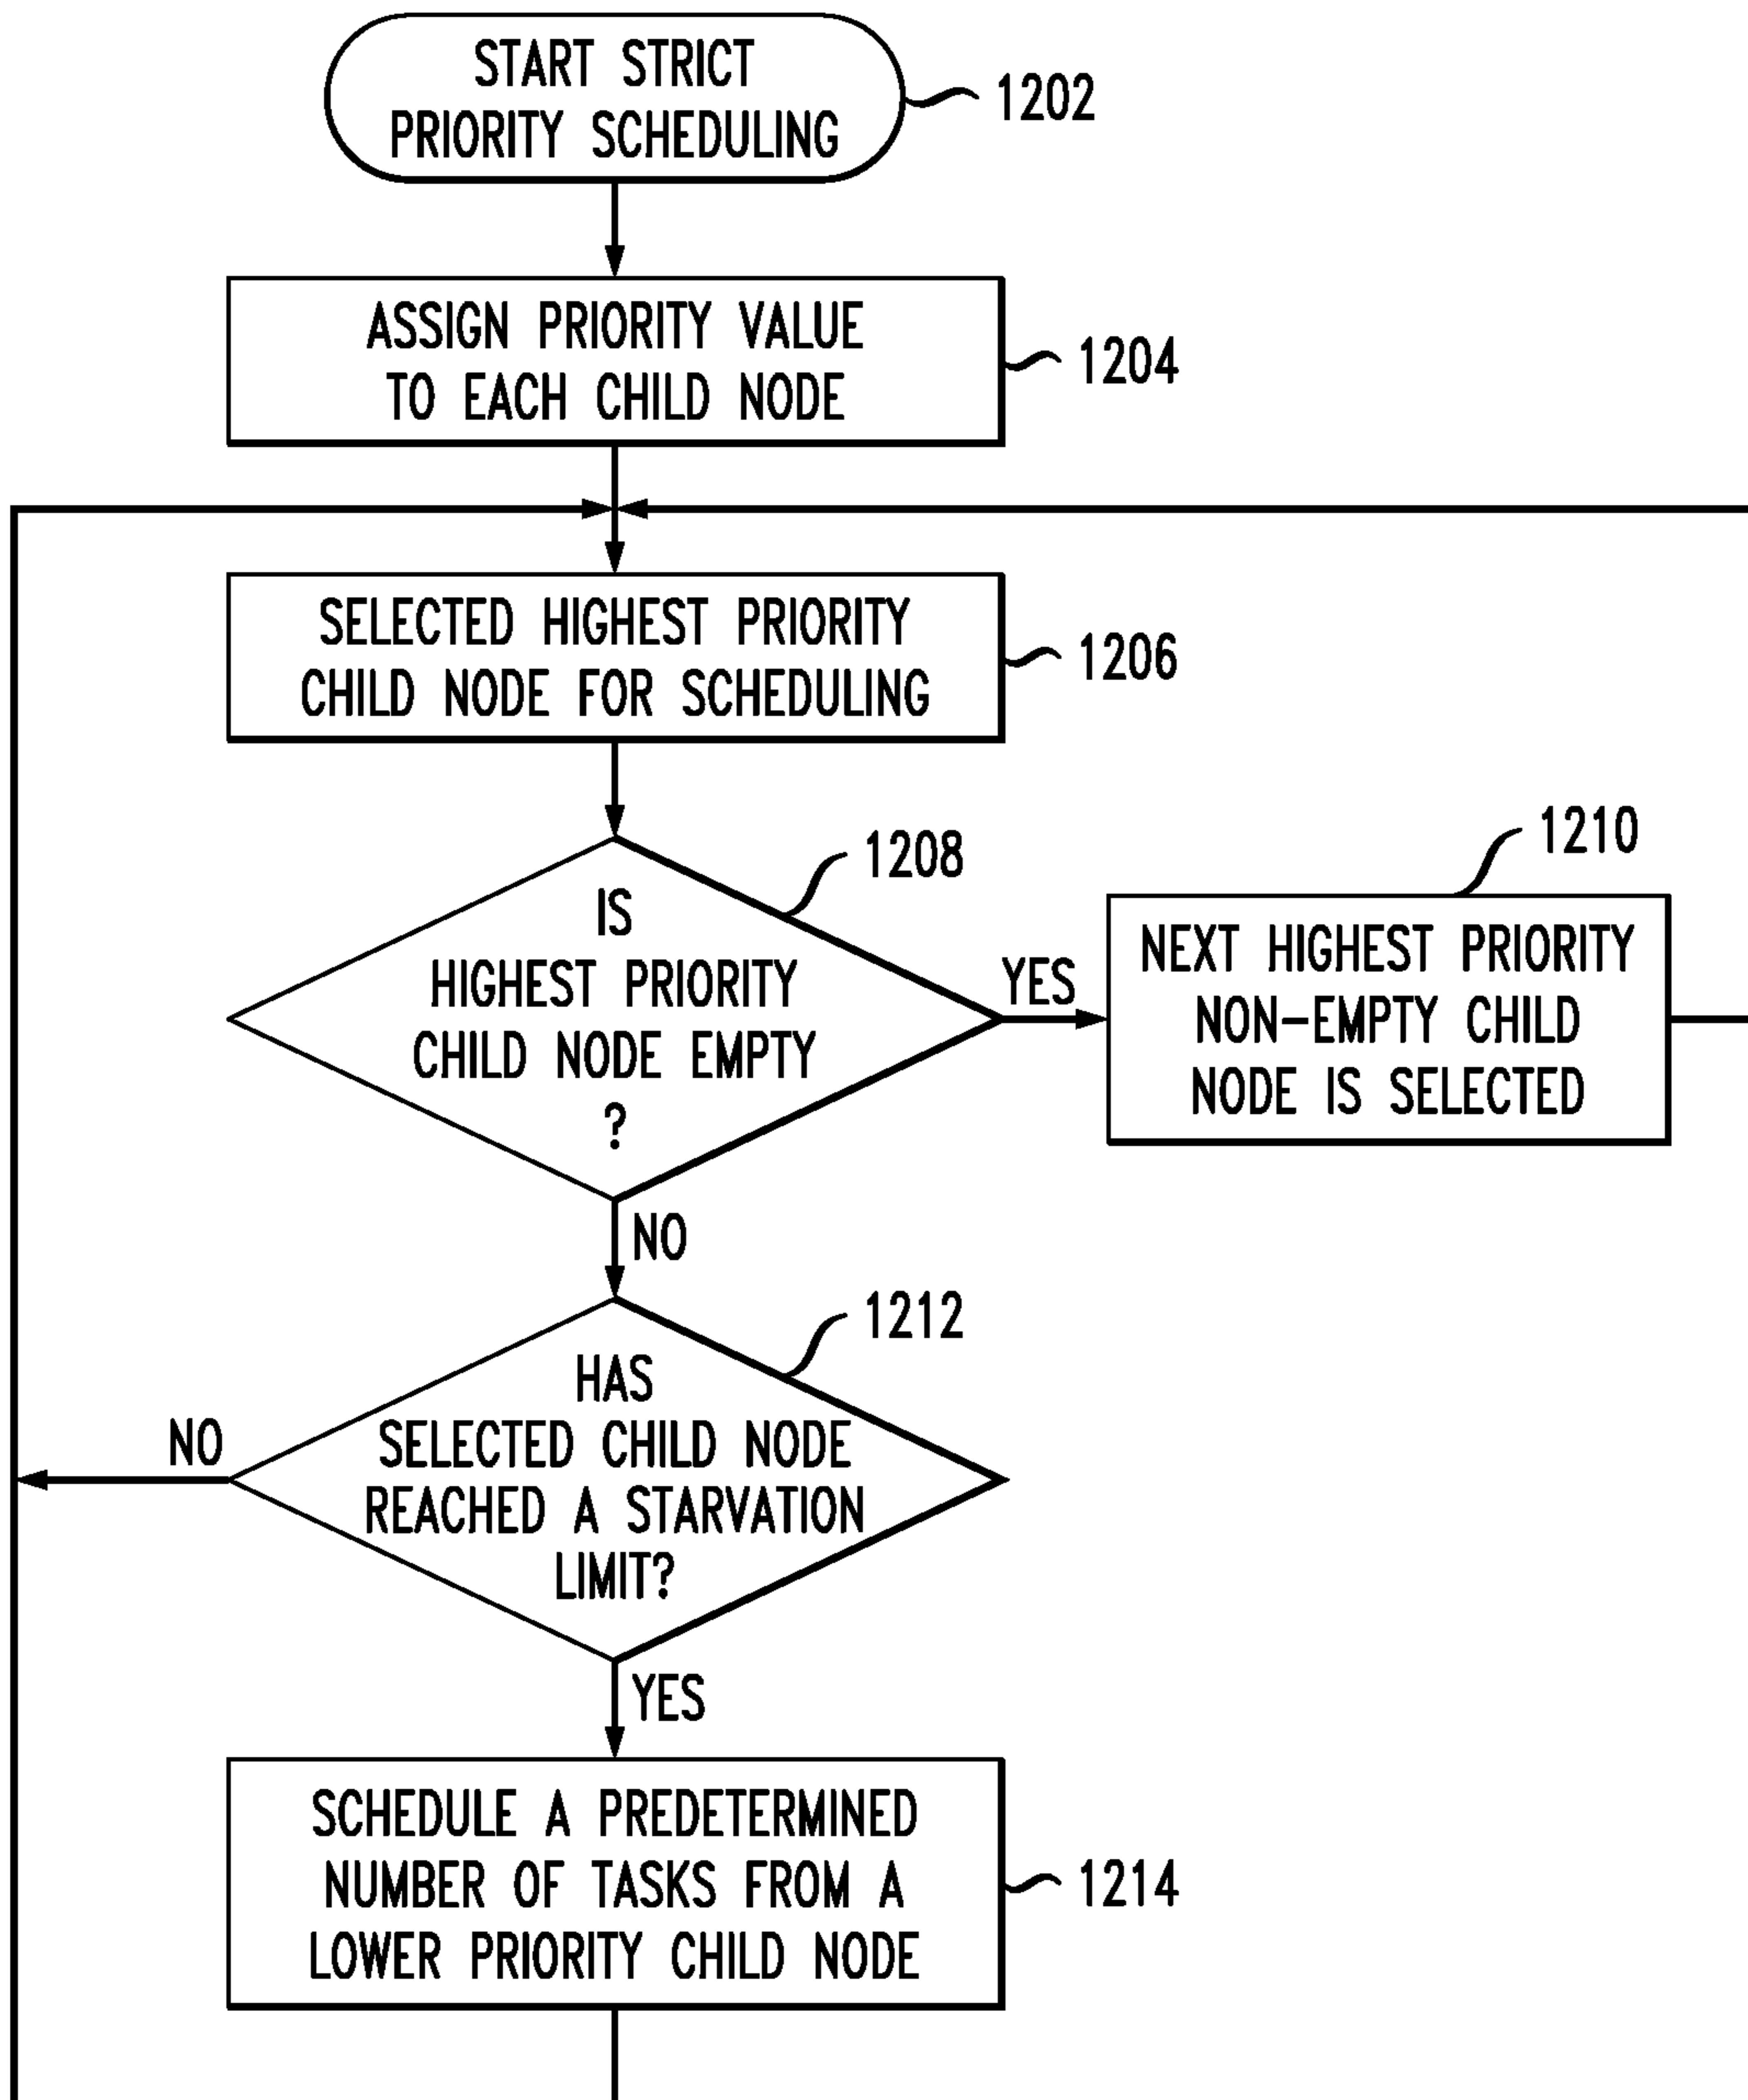 START STRICT
PRIORITY SCHEDULING
1202
ASSIGN PRIORITY VALUE
TO EACH CHILD NODE
1204
SELECTED HIGHEST PRIORITY
CHILD NODE FOR SCHEDULING
1206
1208
IS
HIGHEST PRIORITY
CHILD NODE EMPTY
?
YES
1210
NEXT HIGHEST PRIORITY
NON-EMPTY CHILD
NODE IS SELECTED
NO
1212
HAS
SELECTED CHILD NODE
REACHED A STARVATION
LIMIT?
NO
YES
SCHEDULE A PREDETERMINED
NUMBER OF TASKS FROM A
LOWER PRIORITY CHILD NODE
1214